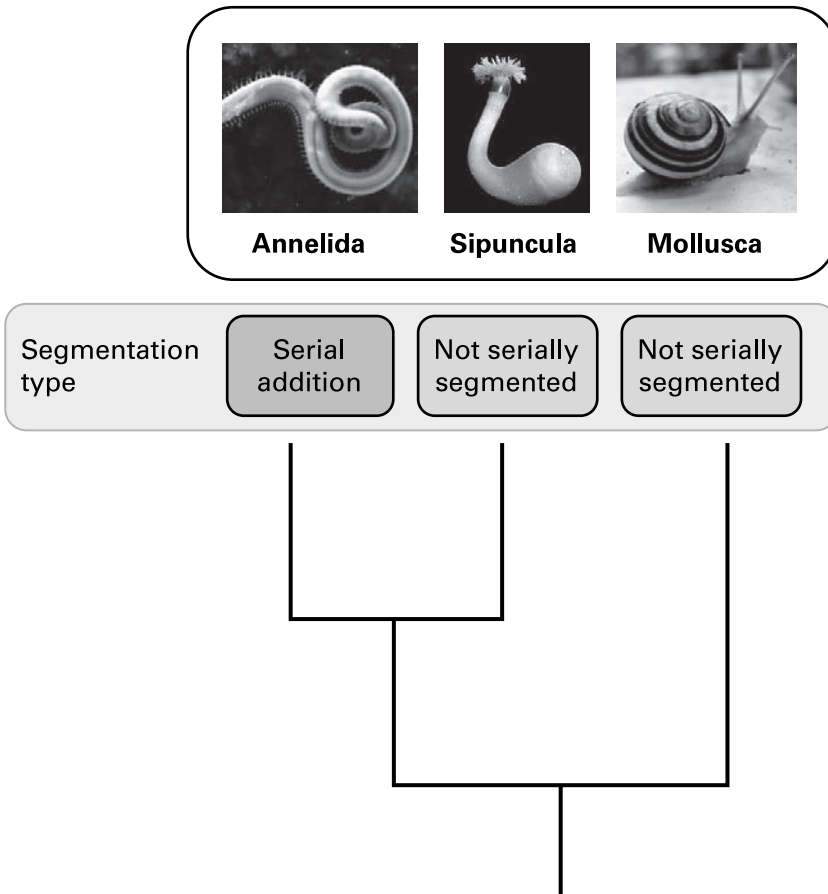 Annelida
Sipuncula
Mollusca
Segmentation
type
Serial
addition
Not serially
segmented
Not serially
segmented